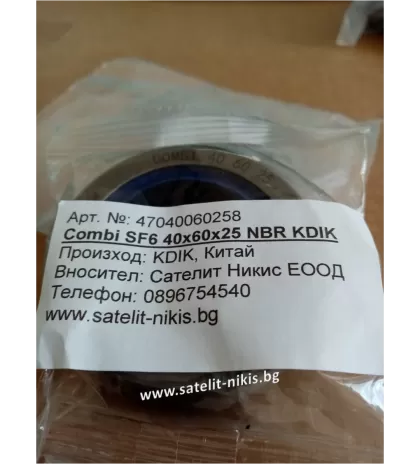 COMBI 40 60 25
Арт. №: 47040060258
Combi SF6 40x60x25 NBR KDIK
Произход: KDIK, Китай
Вносител: Сателит Никис ЕООД
Телефон: 0896754540
www.satelit-nikis.bg
www.satelit-nikis.bg